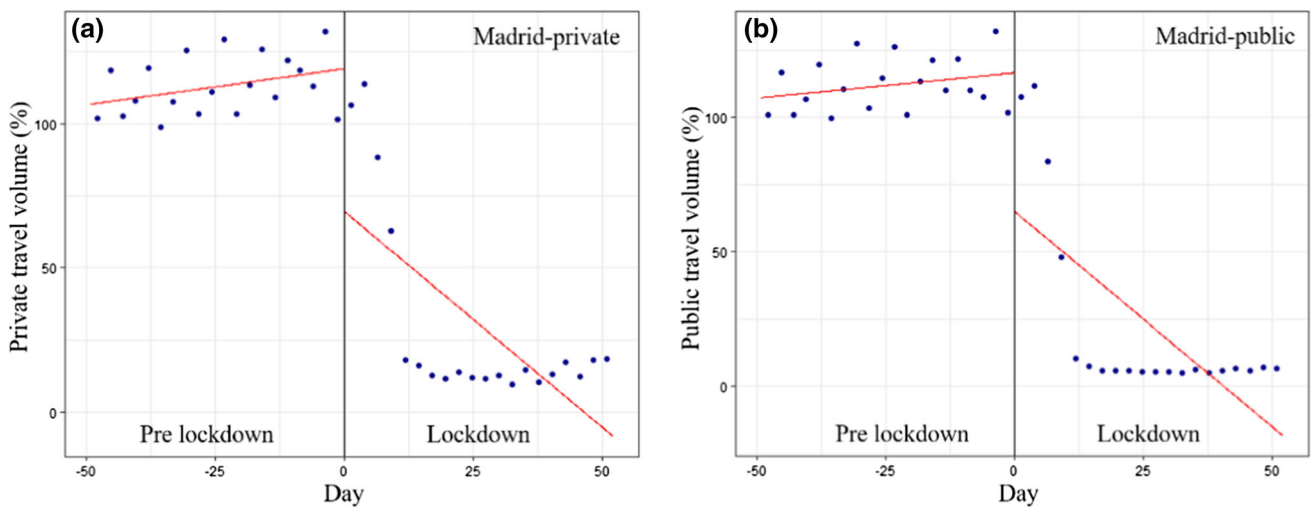 (a)
Madrid-private
Private travel volume (%)
100
50
0
Pre lockdown
Lockdown
-50
-25
0
25
50
Day
(b)
Madrid-public
Public travel volume (%)
100
50
0
Pre lockdown
Lockdown
-50
-25
0
25
50
Day